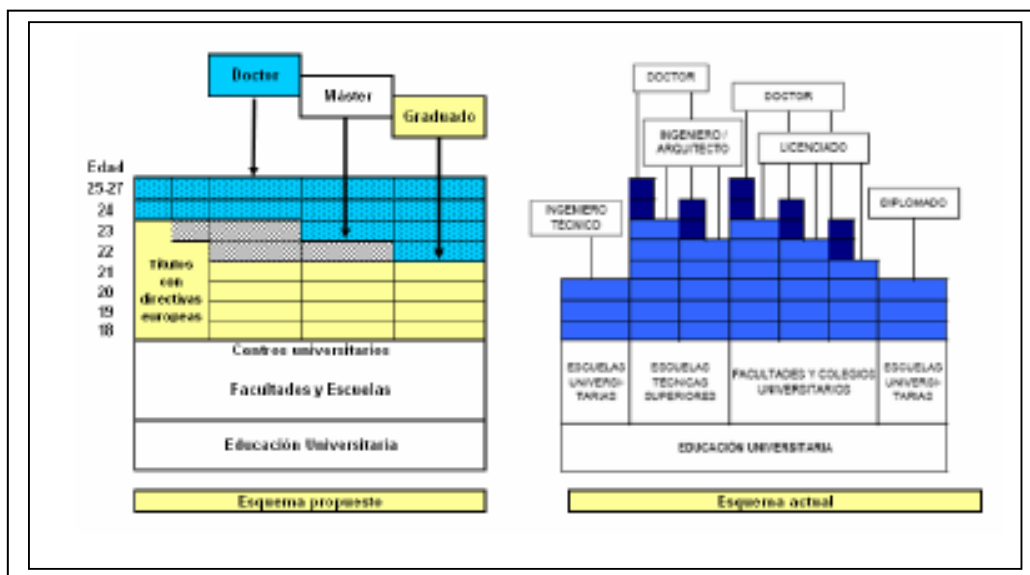 Doctor
Máster
Graduado
Edad
25-27
24
23
22
21
20
19
18
Títulos
con
directivas
europeas
Centros universitarios
Facultades y Escuelas
Educación Universitaria
Esquema propuesto
DOCTOR
DOCTOR
INGENIERO /
ARQUITECTO
LICENCIADO
INGENIERO
TÉCNICO
DIPLOMADO
ESCUELAS
UNIVERSI-
TARIAS
ESCUELAS
TÉCNICAS
SUPERIORES
FACULTADES Y COLEGIOS
UNIVERSITARIOS
ESCUELAS
UNIVERSI-
TARIAS
EDUCACIÓN UNIVERSITARIA
Esquema actual